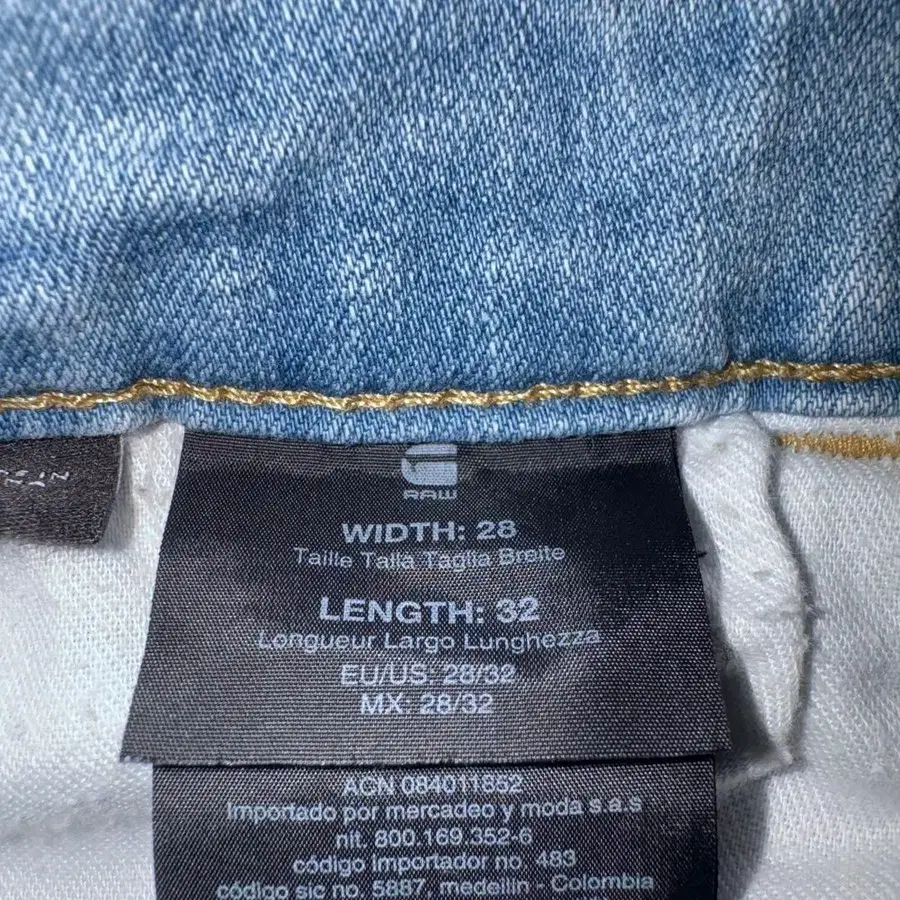 RAW
WIDTH: 28
Taille Talla Taglia Breite
LENGTH: 32
Longueur Largo Lunghezza
EU/US: 28/32
MX: 28/32
ACN 084011852
Importado por mercadeo y moda s.a.s
nit. 800.169.352-6
código importador no. 483
código sic no. 5887, medellin - Colombia